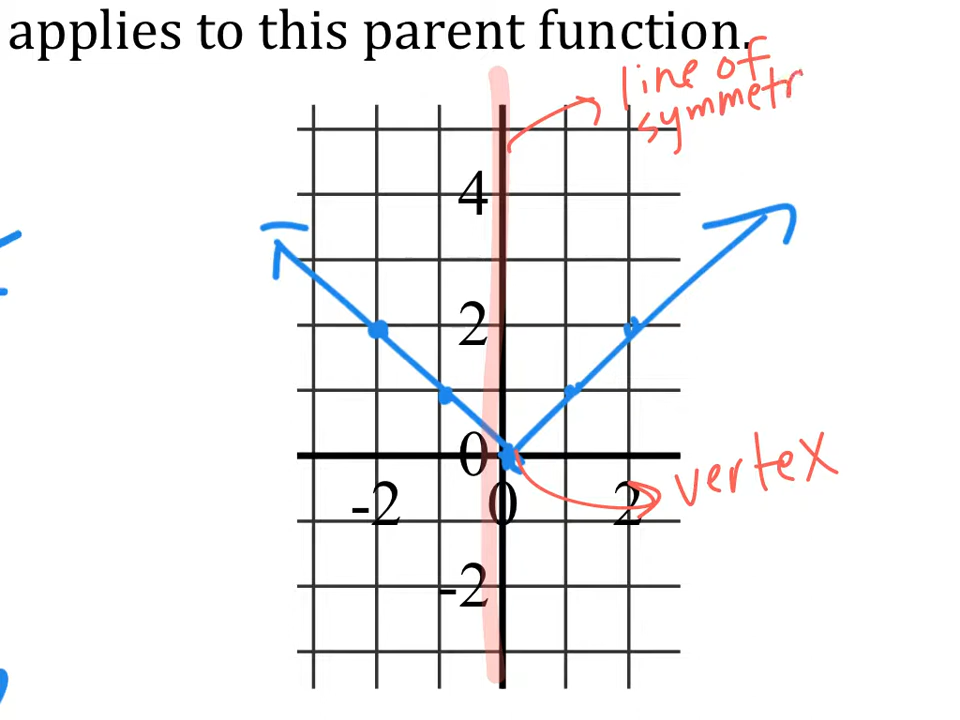 applies to this parent function.
line of
symmetr
4
2
0
vertex
-2
0
2
-2